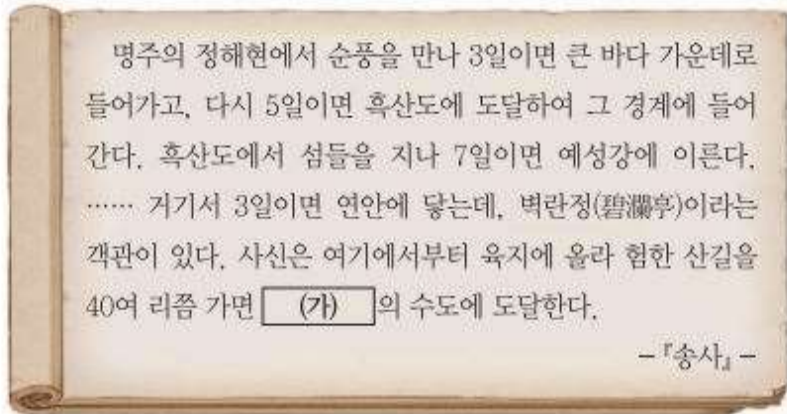 명주의 정해현에서 순풍을 만나 3일이면 큰 바다 가운데로
들어가고, 다시 5일이면 흑산도에 도달하여 그 경계에 들어
간다. 흑산도에서 섬들을 지나 7일이면 예성강에 이른다.
…… 거기서 3일이면 연안에 닿는데, 벽란정(碧瀾亭)이라는
객관이 있다. 사신은 여기에서부터 육지에 올라 험한 산길을
40여 리쯤 가면 (가) 의 수도에 도달한다.
-『송사』-